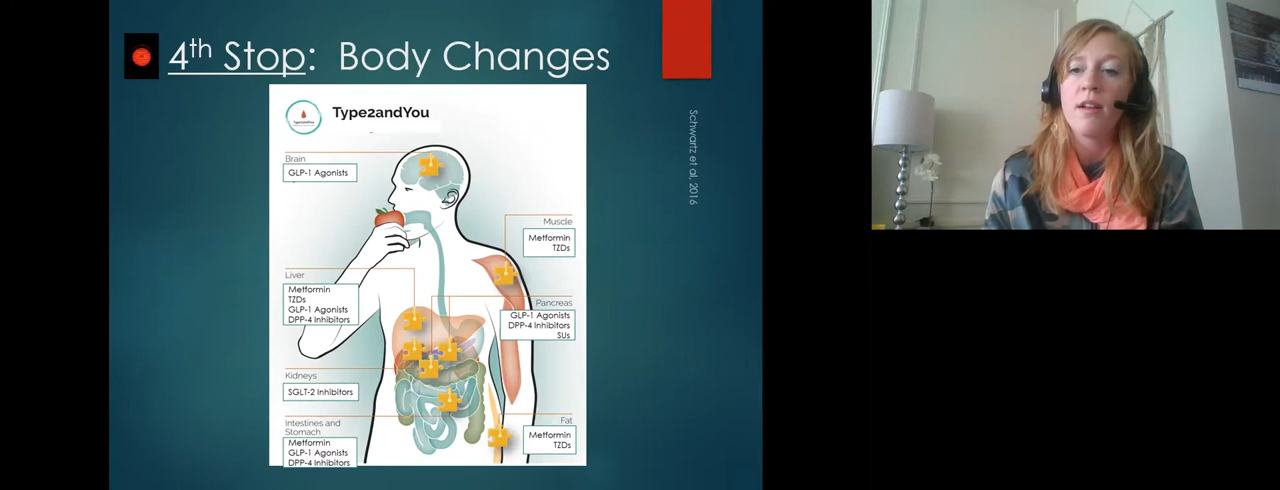 4th Stop: Body Changes
Type2andYou
Schwartz et al, 2016
Brain
GLP-1 Agonists
Muscle
Metformin
TZDs
Liver
Metformin
TZDs
GLP-1 Agonists
DPP-4 Inhibitors
Pancreas
GLP-1 Agonists
DPP-4 Inhibitors
SUs
Kidneys
SGLT-2 Inhibitors
Intestines and
Stomach
Metformin
GLP-1 Agonists
DPP-4 Inhibitors
Fat
Metformin
TZDs